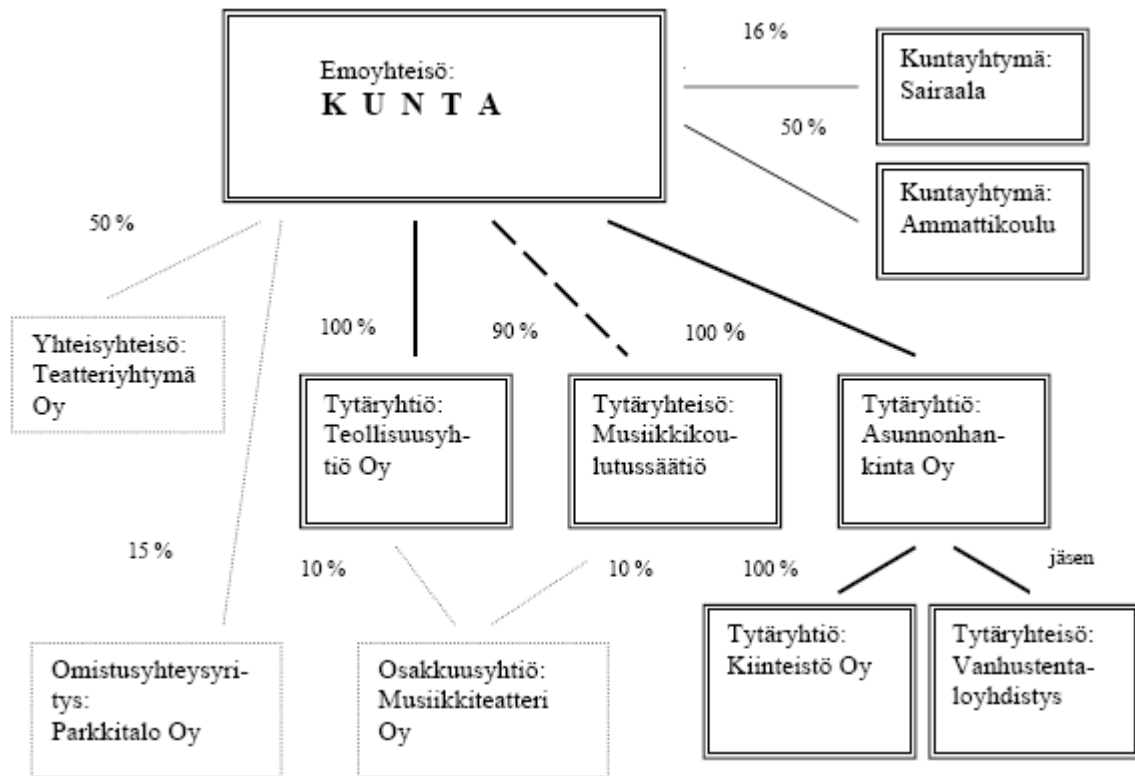 Emoyhteisö:
K U N T A
16 %
Kuntayhtymä:
Sairaala
50 %
Kuntayhtymä:
Ammattikoulu
50 %
Yhteisyhteisö:
Teatteriyhtymä
Oy
100 %
90 %
100 %
Tytäryhtiö:
Teollisuusyh-
tiö Oy
Tytäryhteisö:
Musiikkikou-
lutussäätiö
Tytäryhtiö:
Asunnonhan-
kinta Oy
15 %
10 %
10 %
100 %
jäsen
Omistusyhteysyri-
tys:
Parkkitalo Oy
Osakkuusyhtiö:
Musiikkiteatteri
Oy
Tytäryhtiö:
Kiinteistö Oy
Tytäryhteisö:
Vanhustenta-
loyhdistys